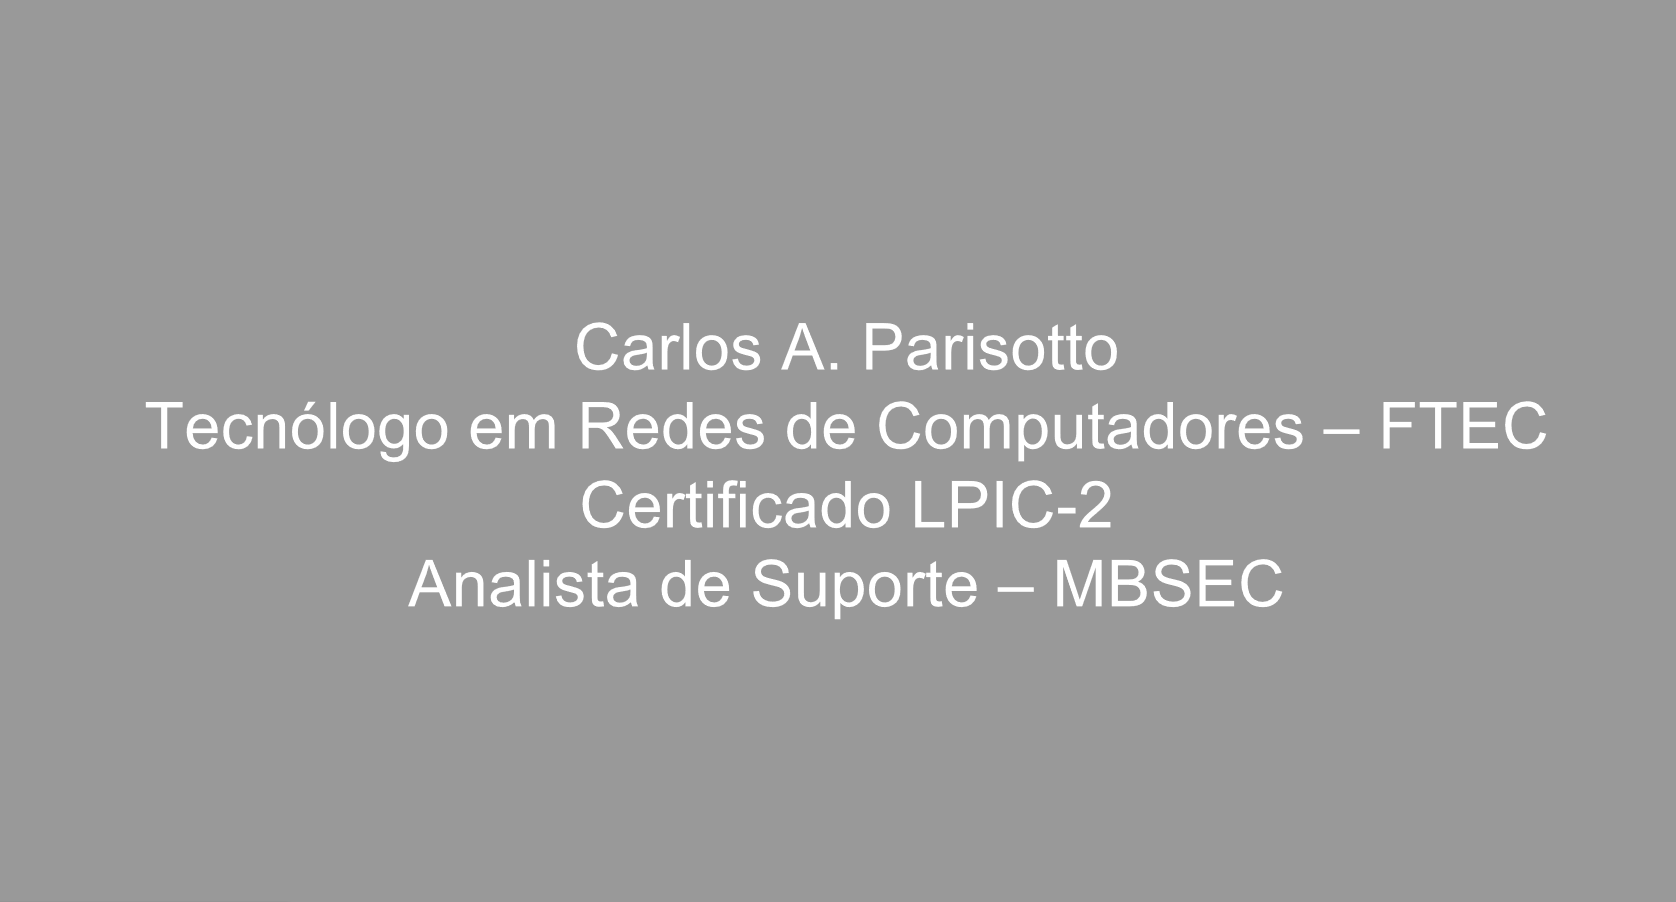 Carlos A. Parisotto
Tecnólogo em Redes de Computadores – FTEC
Certificado LPIC-2
Analista de Suporte – MBSEC